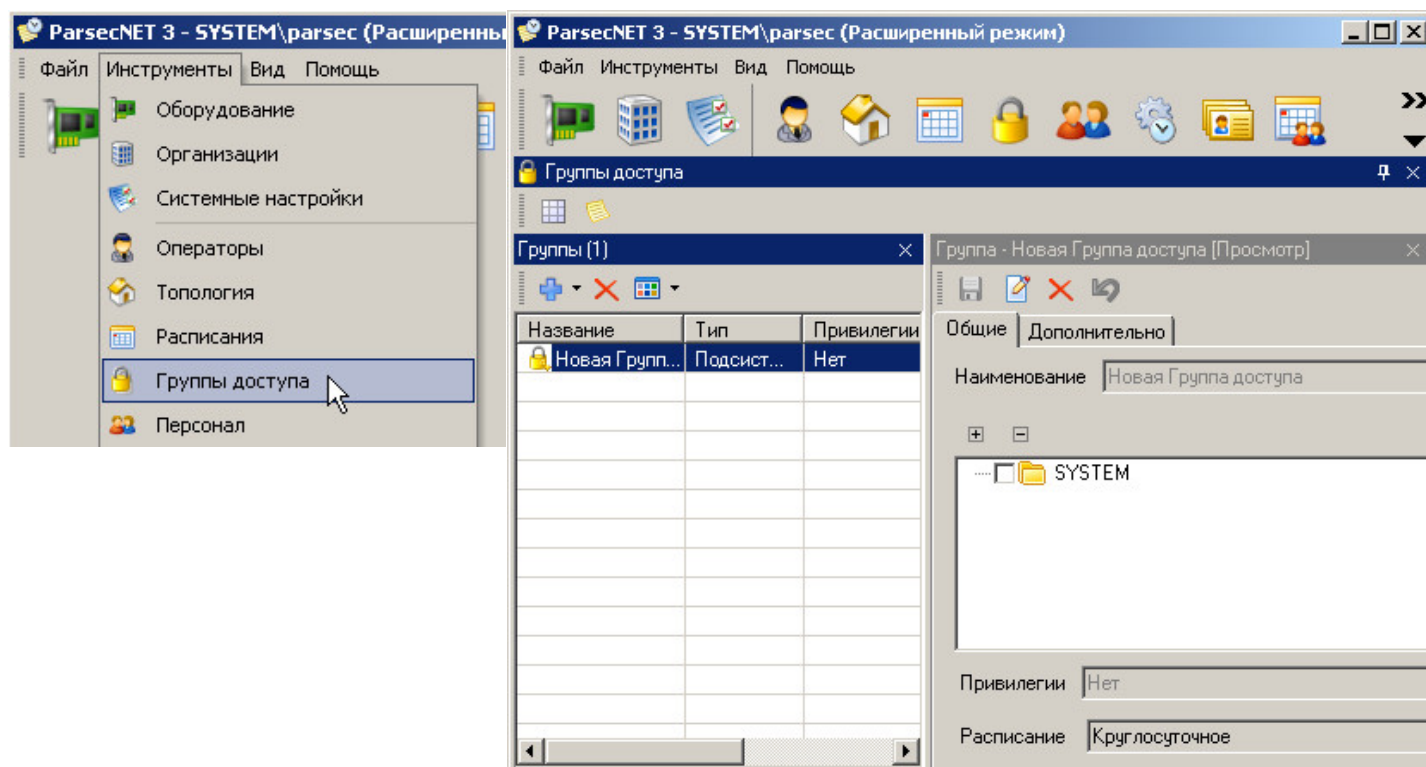 ParsecNET 3 - SYSTEM\parsec (Расширенны
Файл Инструменты Вид Помощь
Оборудование
Организации
Системные настройки
Операторы
Топология
Расписания
Группы доступа
Персонал
ParsecNET 3 - SYSTEM\parsec (Расширенный режим)
Файл Инструменты Вид Помощь
Группы доступа
Группы (1)
Название Тип Привилегии
Новая Групп... Подсист... Нет
Группа - Новая Группа доступа [Просмотр]
Общие Дополнительно
Наименование Новая Группа доступа
SYSTEM
Привилегии Нет
Расписание Круглосуточное